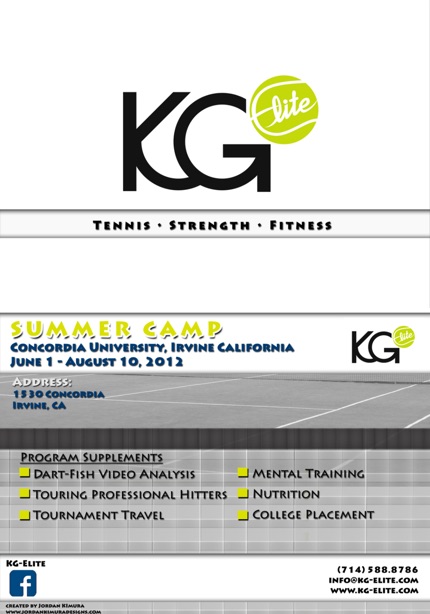 KG elite
Tennis · Strength · Fitness
SUMMER CAMP
Concordia University, Irvine California
June 1 - August 10, 2012
KG elite
Address:
1530 Concordia
Irvine, CA
Program Supplements
Dart-Fish Video Analysis
Mental Training
Touring Professional Hitters
Nutrition
Tournament Travel
College Placement
KG-Elite
f
(714) 588.8786
info@kg-elite.com
www.kg-elite.com
created by Jordan Kimura
www.jordankimuradesigns.com